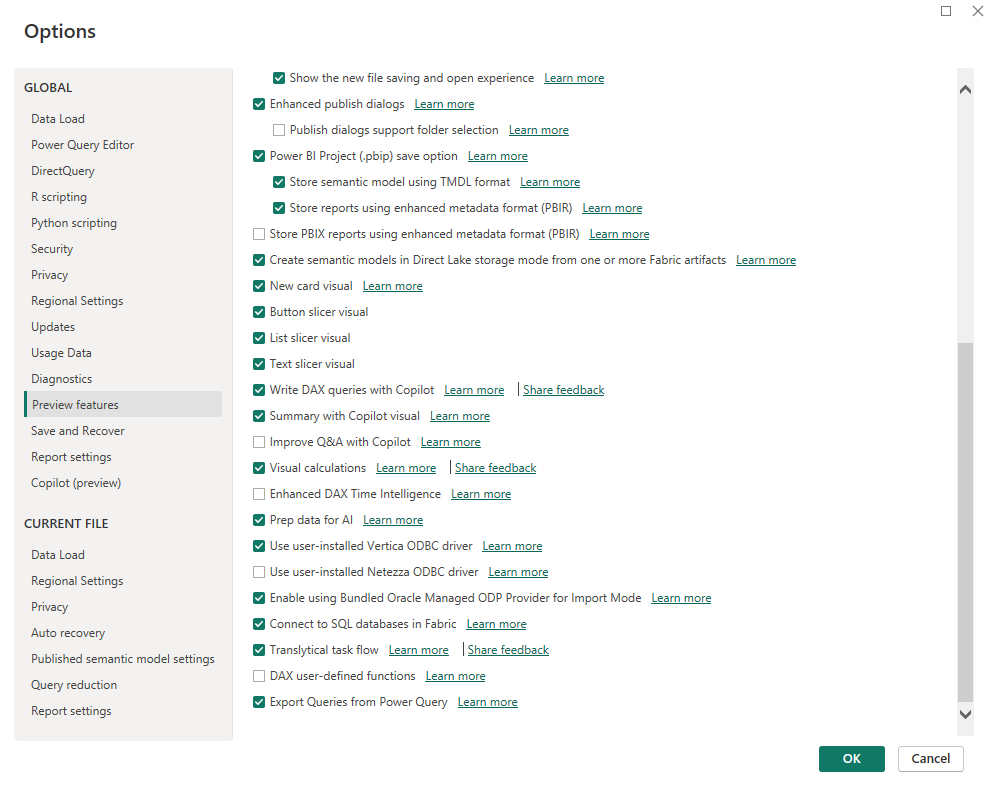 Options
GLOBAL
Data Load
Power Query Editor
DirectQuery
R scripting
Python scripting
Security
Privacy
Regional Settings
Updates
Usage Data
Diagnostics
Preview features
Save and Recover
Report settings
Copilot (preview)
CURRENT FILE
Data Load
Regional Settings
Privacy
Auto recovery
Published semantic model settings
Query reduction
Report settings
Show the new file saving and open experience Learn more
Enhanced publish dialogs Learn more
Publish dialogs support folder selection Learn more
Power BI Project (.pbip) save option Learn more
Store semantic model using TMDL format Learn more
Store reports using enhanced metadata format (PBIR) Learn more
Store PBIX reports using enhanced metadata format (PBIR) Learn more
Create semantic models in Direct Lake storage mode from one or more Fabric artifacts Learn more
New card visual Learn more
Button slicer visual
List slicer visual
Text slicer visual
Write DAX queries with Copilot Learn more | Share feedback
Summary with Copilot visual Learn more
Improve Q&A with Copilot Learn more
Visual calculations Learn more | Share feedback
Enhanced DAX Time Intelligence Learn more
Prep data for AI Learn more
Use user-installed Vertica ODBC driver Learn more
Use user-installed Netezza ODBC driver Learn more
Enable using Bundled Oracle Managed ODP Provider for Import Mode Learn more
Connect to SQL databases in Fabric Learn more
Translytical task flow Learn more | Share feedback
DAX user-defined functions Learn more
Export Queries from Power Query Learn more
OK
Cancel